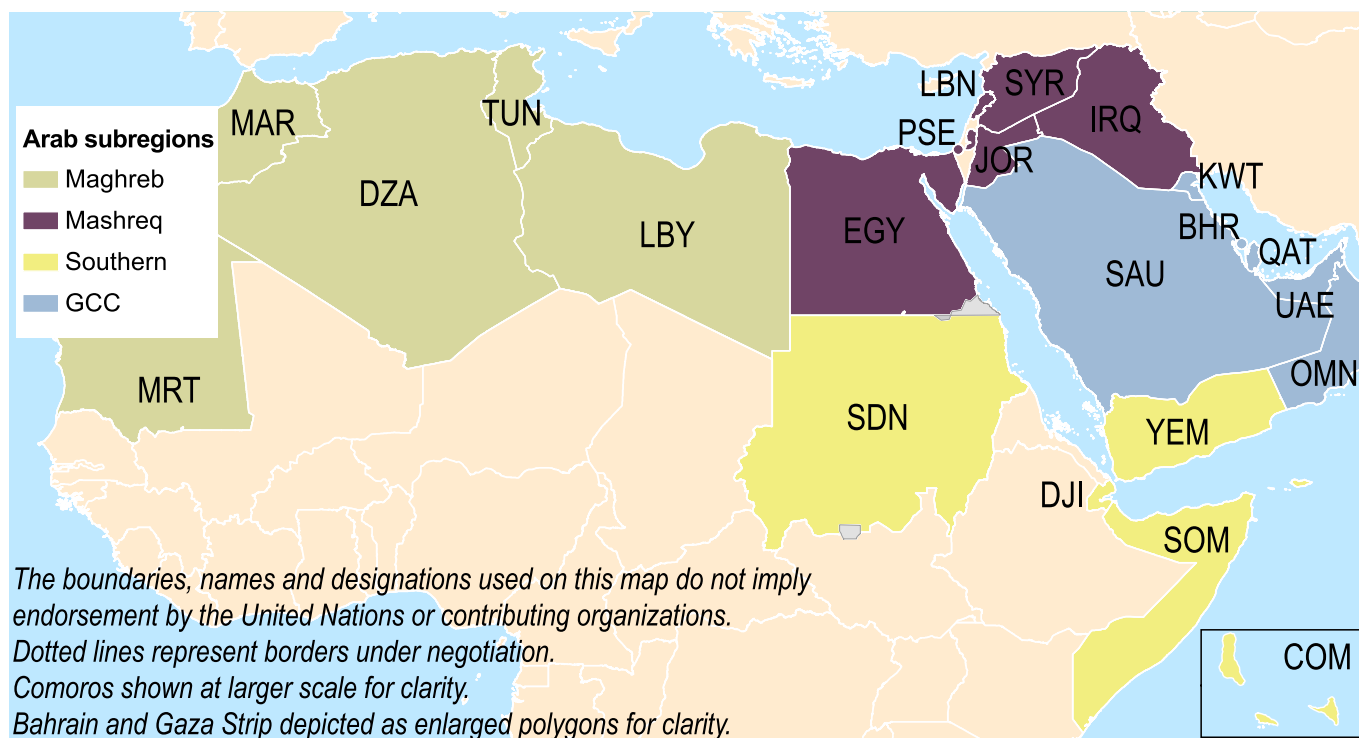 LBN
SYR
IRQ
PSE
JOR
MAR
TUN
Arab subregions
Maghreb
Mashreq
Southern
GCC
DZA
LBY
EGY
KWT
BHR
QAT
SAU
UAE
OMN
MRT
SDN
YEM
DJI
SOM
The boundaries, names and designations used on this map do not imply
endorsement by the United Nations or contributing organizations.
Dotted lines represent borders under negotiation.
Comoros shown at larger scale for clarity.
Bahrain and Gaza Strip depicted as enlarged polygons for clarity.
COM